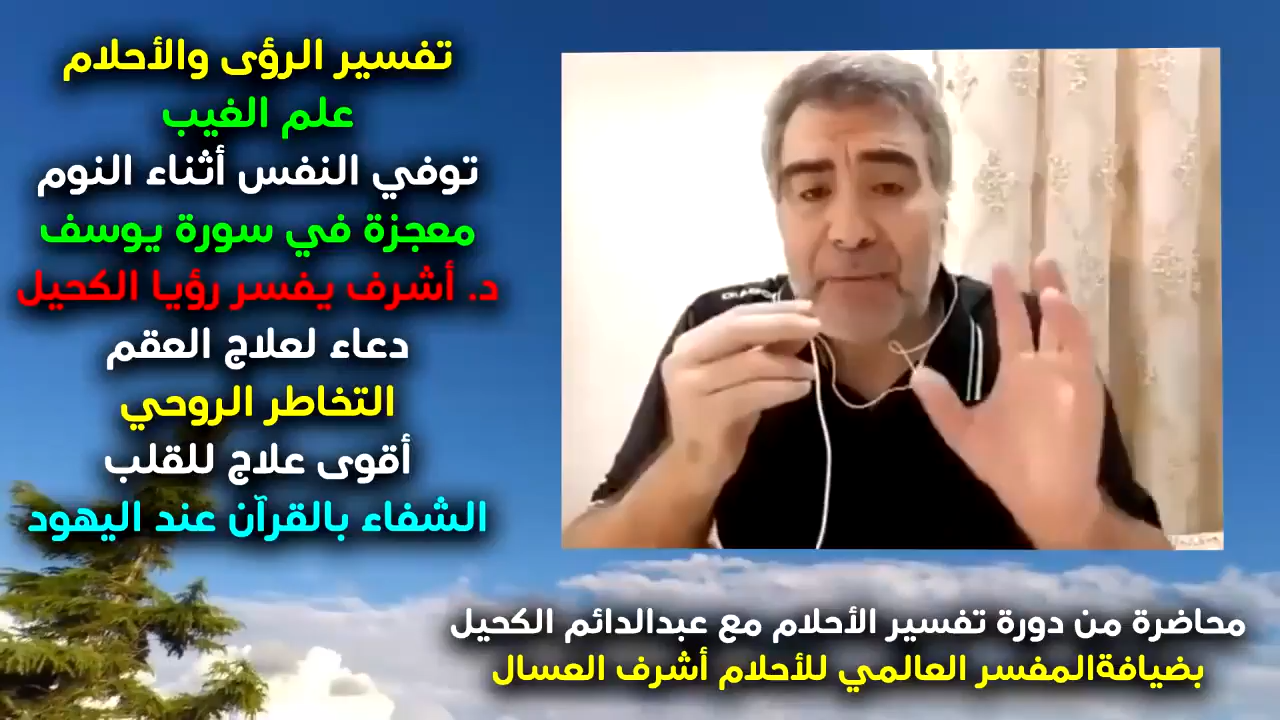 تفسير الرؤى والأحلام
علم الغيب
توفي النفس أثناء النوم
معجزة في سورة يوسف
د. أشرف يفسر رؤيا الكحيل
دعاء لعلاج العقم
التخاطر الروحي
أقوى علاج للقلب
الشفاء بالقرآن عند اليهود
محاضرة من دورة تفسير الأحلام مع عبدالدائم الكحيل
بضيافةالمفسر العالمي للأحلام أشرف العسال